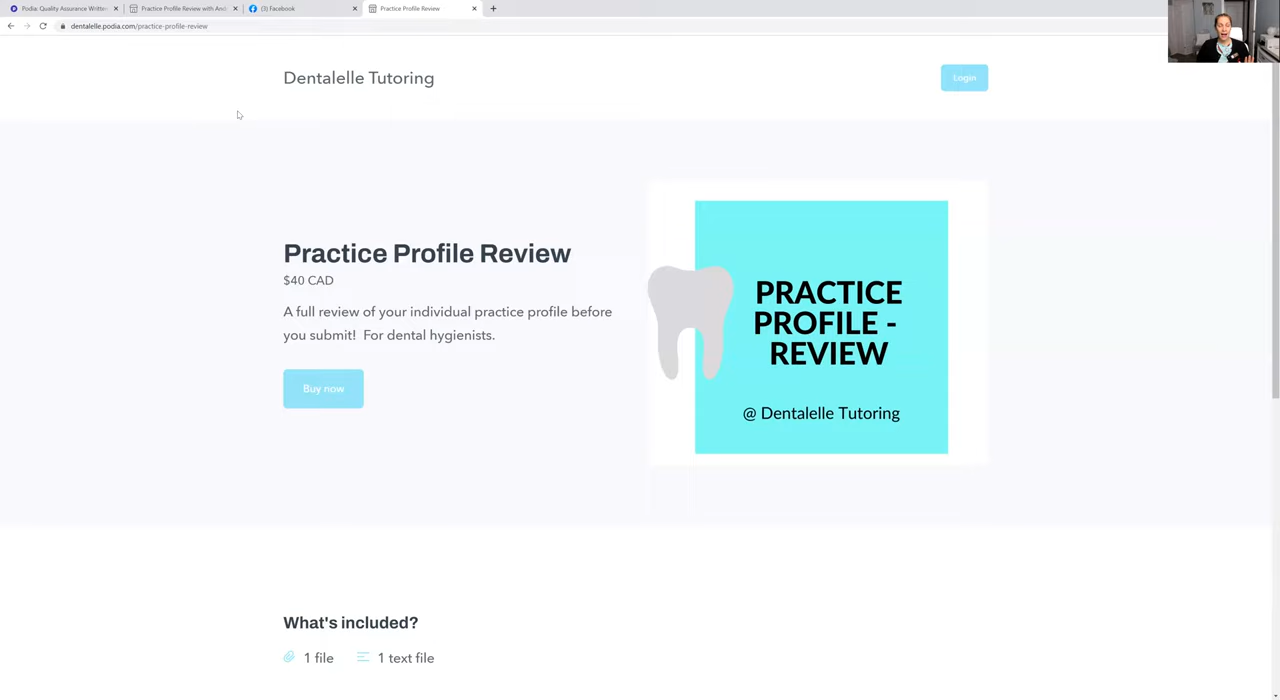 Podia: Quality Assurance Written
Practice Profile Review with And
(3) Facebook
Practice Profile Review
dentalelle.podia.com/practice-profile-review
Dentalelle Tutoring
Login
Practice Profile Review
$40 CAD
A full review of your individual practice profile before
you submit! For dental hygienists.
Buy now
PRACTICE
PROFILE -
REVIEW
@ Dentalelle Tutoring
What's included?
1 file
1 text file